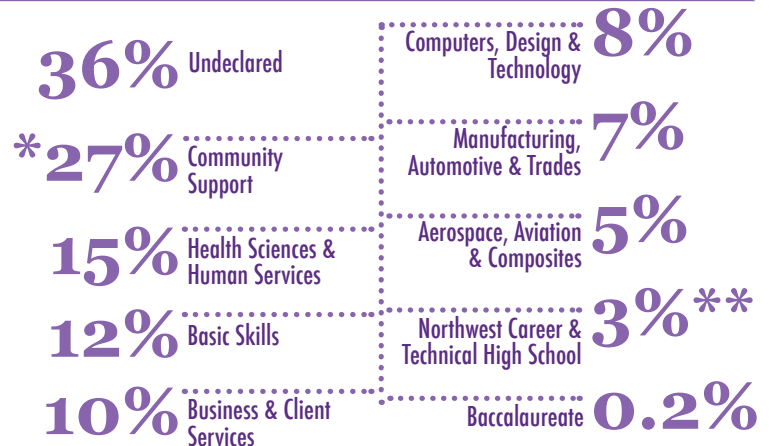 36% Undeclared
*27% Community
Support
15% Health Sciences &
Human Services
12% Basic Skills
10% Business & Client
Services
Computers, Design &
Technology 8%
Manufacturing,
Automotive & Trades 7%
Aerospace, Aviation
& Composites 5%
Northwest Career &
Technical High School 3%**
Baccalaureate 0.2%